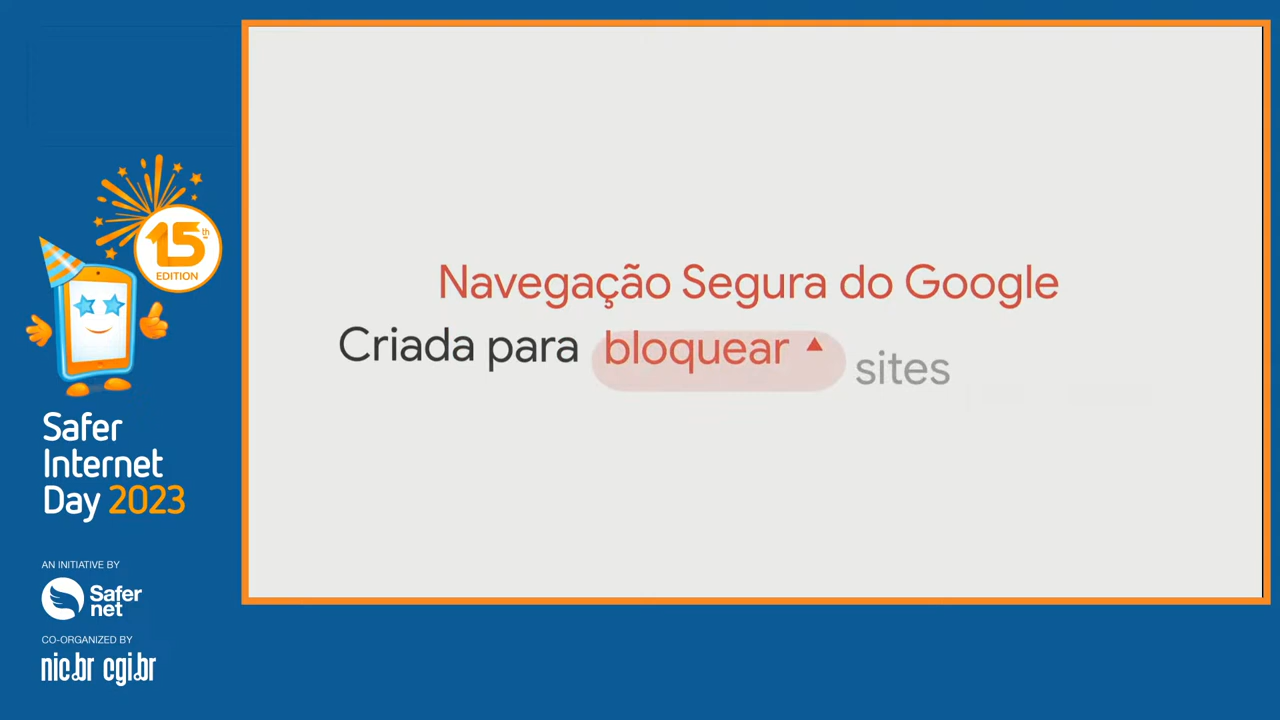 15th
EDITION
Safer
Internet
Day 2023
AN INITIATIVE BY
Safer
net
CO-ORGANIZED BY
nic.br cgi.br
Navegação Segura do Google
Criada para bloquear ▲ sites